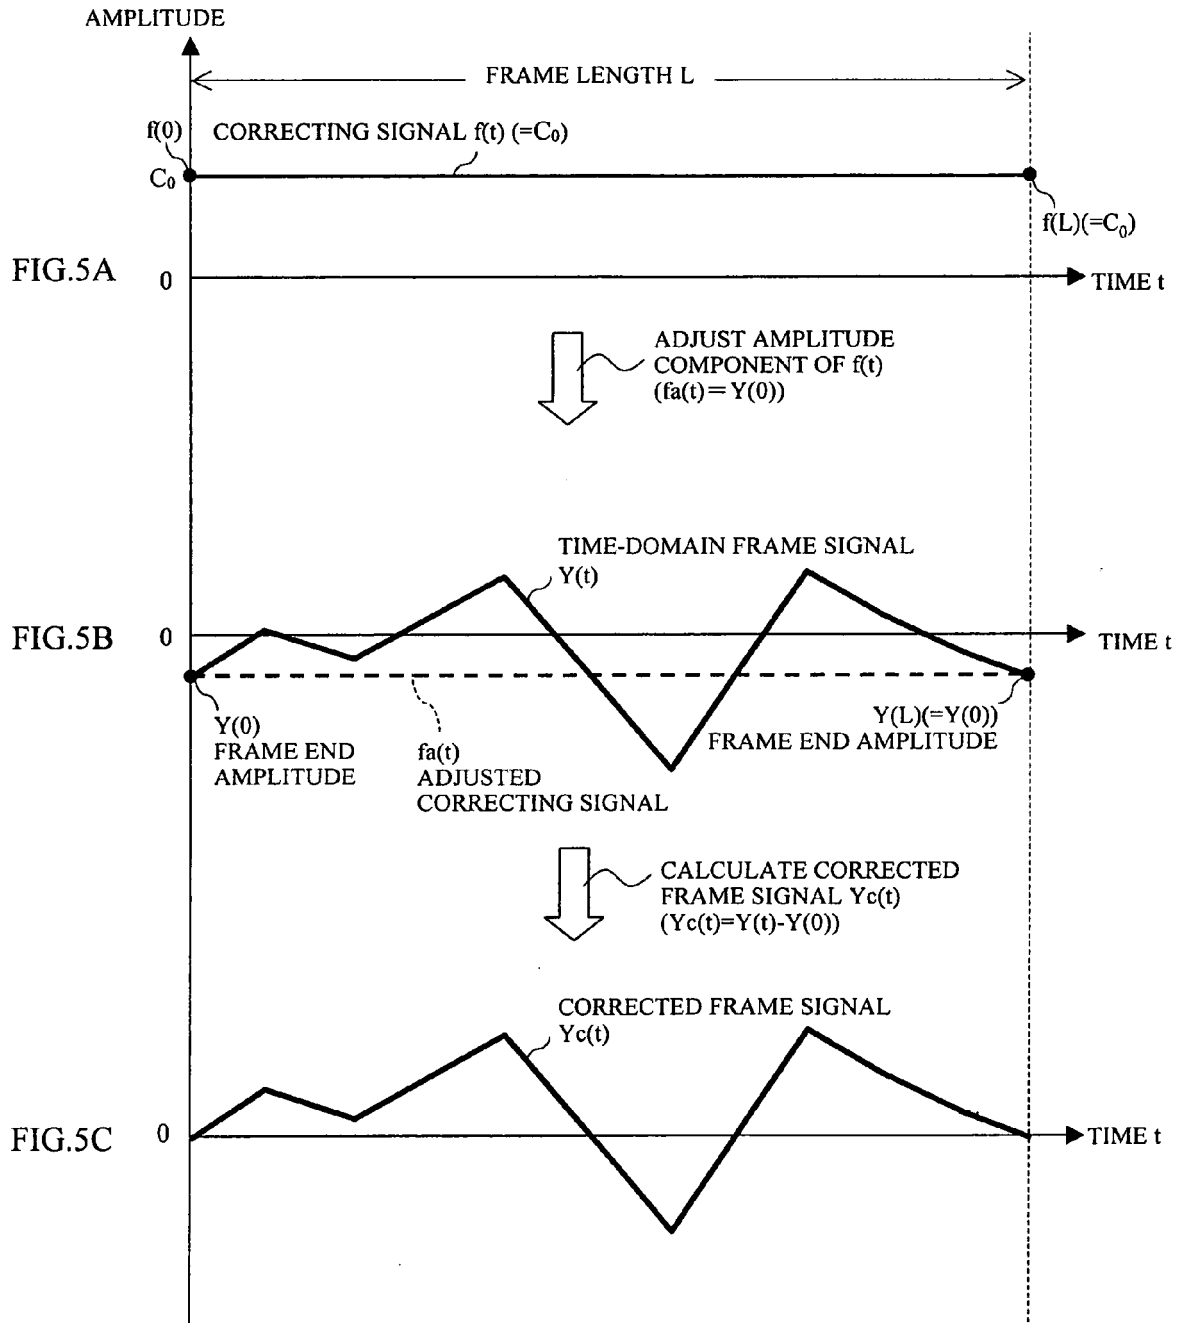 AMPLITUDE
FRAME LENGTH L
f(0)
CORRECTING SIGNAL f(t) (=C₀)
C₀
f(L)(=C₀)
FIG.5A
0
TIME t
ADJUST AMPLITUDE
COMPONENT OF f(t)
(fa(t)=Y(0))
TIME-DOMAIN FRAME SIGNAL
Y(t)
FIG.5B
0
TIME t
Y(0)
FRAME END
AMPLITUDE
fa(t)
ADJUSTED
CORRECTING SIGNAL
Y(L)(=Y(0))
FRAME END AMPLITUDE
CALCULATE CORRECTED
FRAME SIGNAL Yc(t)
(Yc(t)=Y(t)-Y(0))
CORRECTED FRAME SIGNAL
Yc(t)
FIG.5C
0
TIME t